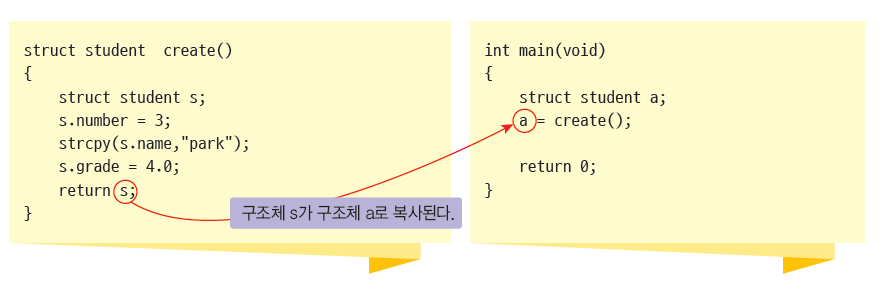 struct student  create()
{
    struct student s;
    s.number = 3;
    strcpy(s.name,"park");
    s.grade = 4.0;
    return s;
}
구조체 s가 구조체 a로 복사된다.
int main(void)
{
    struct student a;
    a = create();
    return 0;
}